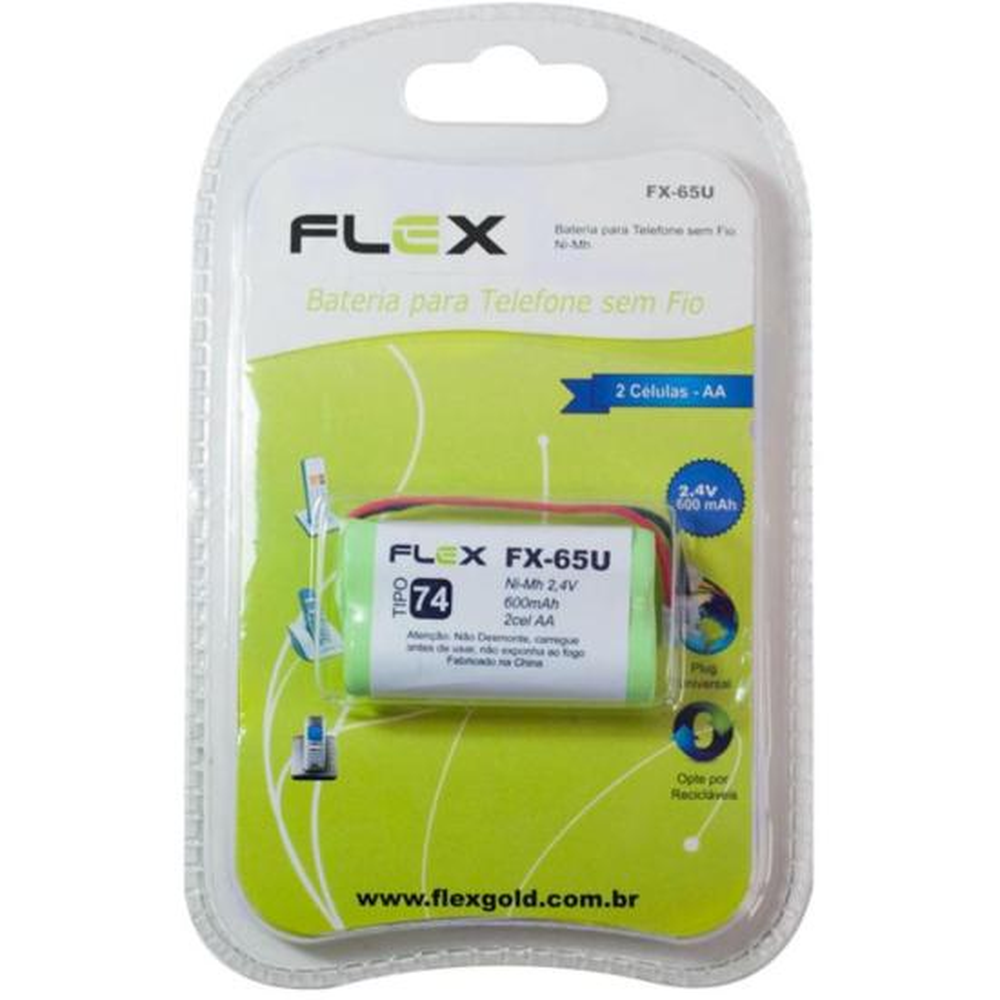 FX-65U
FLEX
Bateria para Telefone sem Fio
Ni-Mh
Bateria para Telefone sem Fio
2 Células - AA
2.4V
600 mAh
FLEX FX-65U
TIPO 74
Ni-Mh 2,4V
600mAh
2cel AA
Atenção: Não Desmonte, carregue
antes de usar, não exponha ao fogo
Fabricado na China
Plug
Universal
Opte por
Recicláveis
www.flexgold.com.br